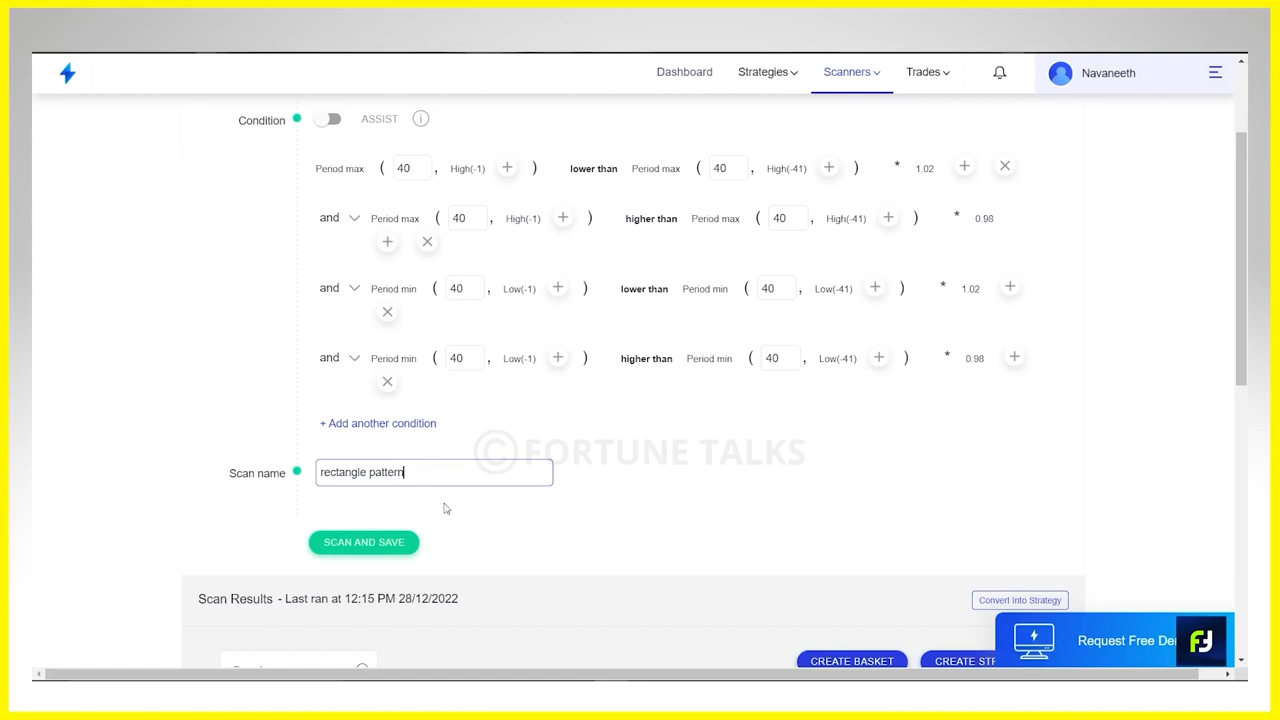 Dashboard Strategies Scanners Trades Navaneeth
Condition ASSIST
Period max ( 40 , High(-1) + ) lower than Period max ( 40 , High(-41) + ) * 1.02 + ×
and Period max ( 40 , High(-1) + ) higher than Period max ( 40 , High(-41) + ) * 0.98
+ ×
and Period min ( 40 , Low(-1) + ) lower than Period min ( 40 , Low(-41) + ) * 1.02 +
×
and Period min ( 40 , Low(-1) + ) higher than Period min ( 40 , Low(-41) + ) * 0.98 +
×
+ Add another condition
© FORTUNE TALKS
Scan name rectangle pattern
SCAN AND SAVE
Scan Results - Last ran at 12:15 PM 28/12/2022 Convert Into Strategy
Request Free De
CREATE BASKET CREATE STR